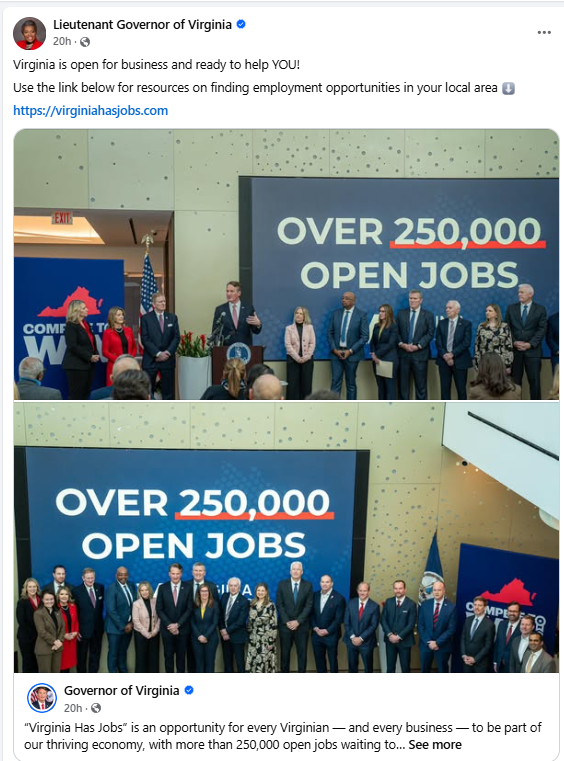 Lieutenant Governor of Virginia
20h ·
Virginia is open for business and ready to help YOU!
Use the link below for resources on finding employment opportunities in your local area
https://virginiahasjobs.com
EXIT
OVER 250,000
OPEN JOBS
COMPETE TO
OVER 250,000
OPEN JOBS
COMPETE TO
Governor of Virginia
20h ·
“Virginia Has Jobs” is an opportunity for every Virginian — and every business — to be part of
our thriving economy, with more than 250,000 open jobs waiting to... See more